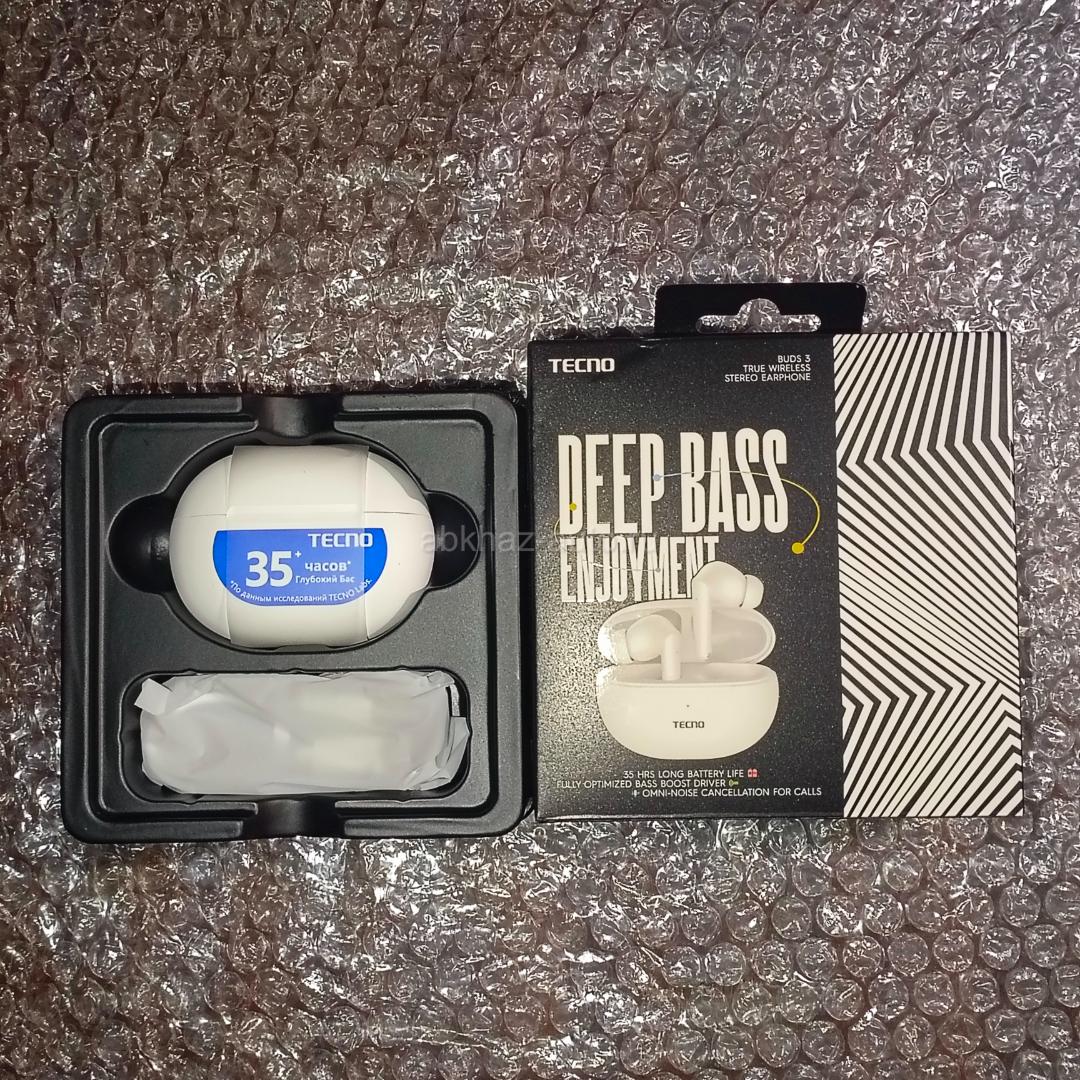 TECNO
35+ часов*
Глубокий Бас
*По данным исследований TECNO Labs.
TECNO
BUDS 3
TRUE WIRELESS
STEREO EARPHONE
DEEP BASS
ENJOYMENT
TECNO
35 HRS LONG BATTERY LIFE
FULLY OPTIMIZED BASS BOOST DRIVER
OMNI-NOISE CANCELLATION FOR CALLS